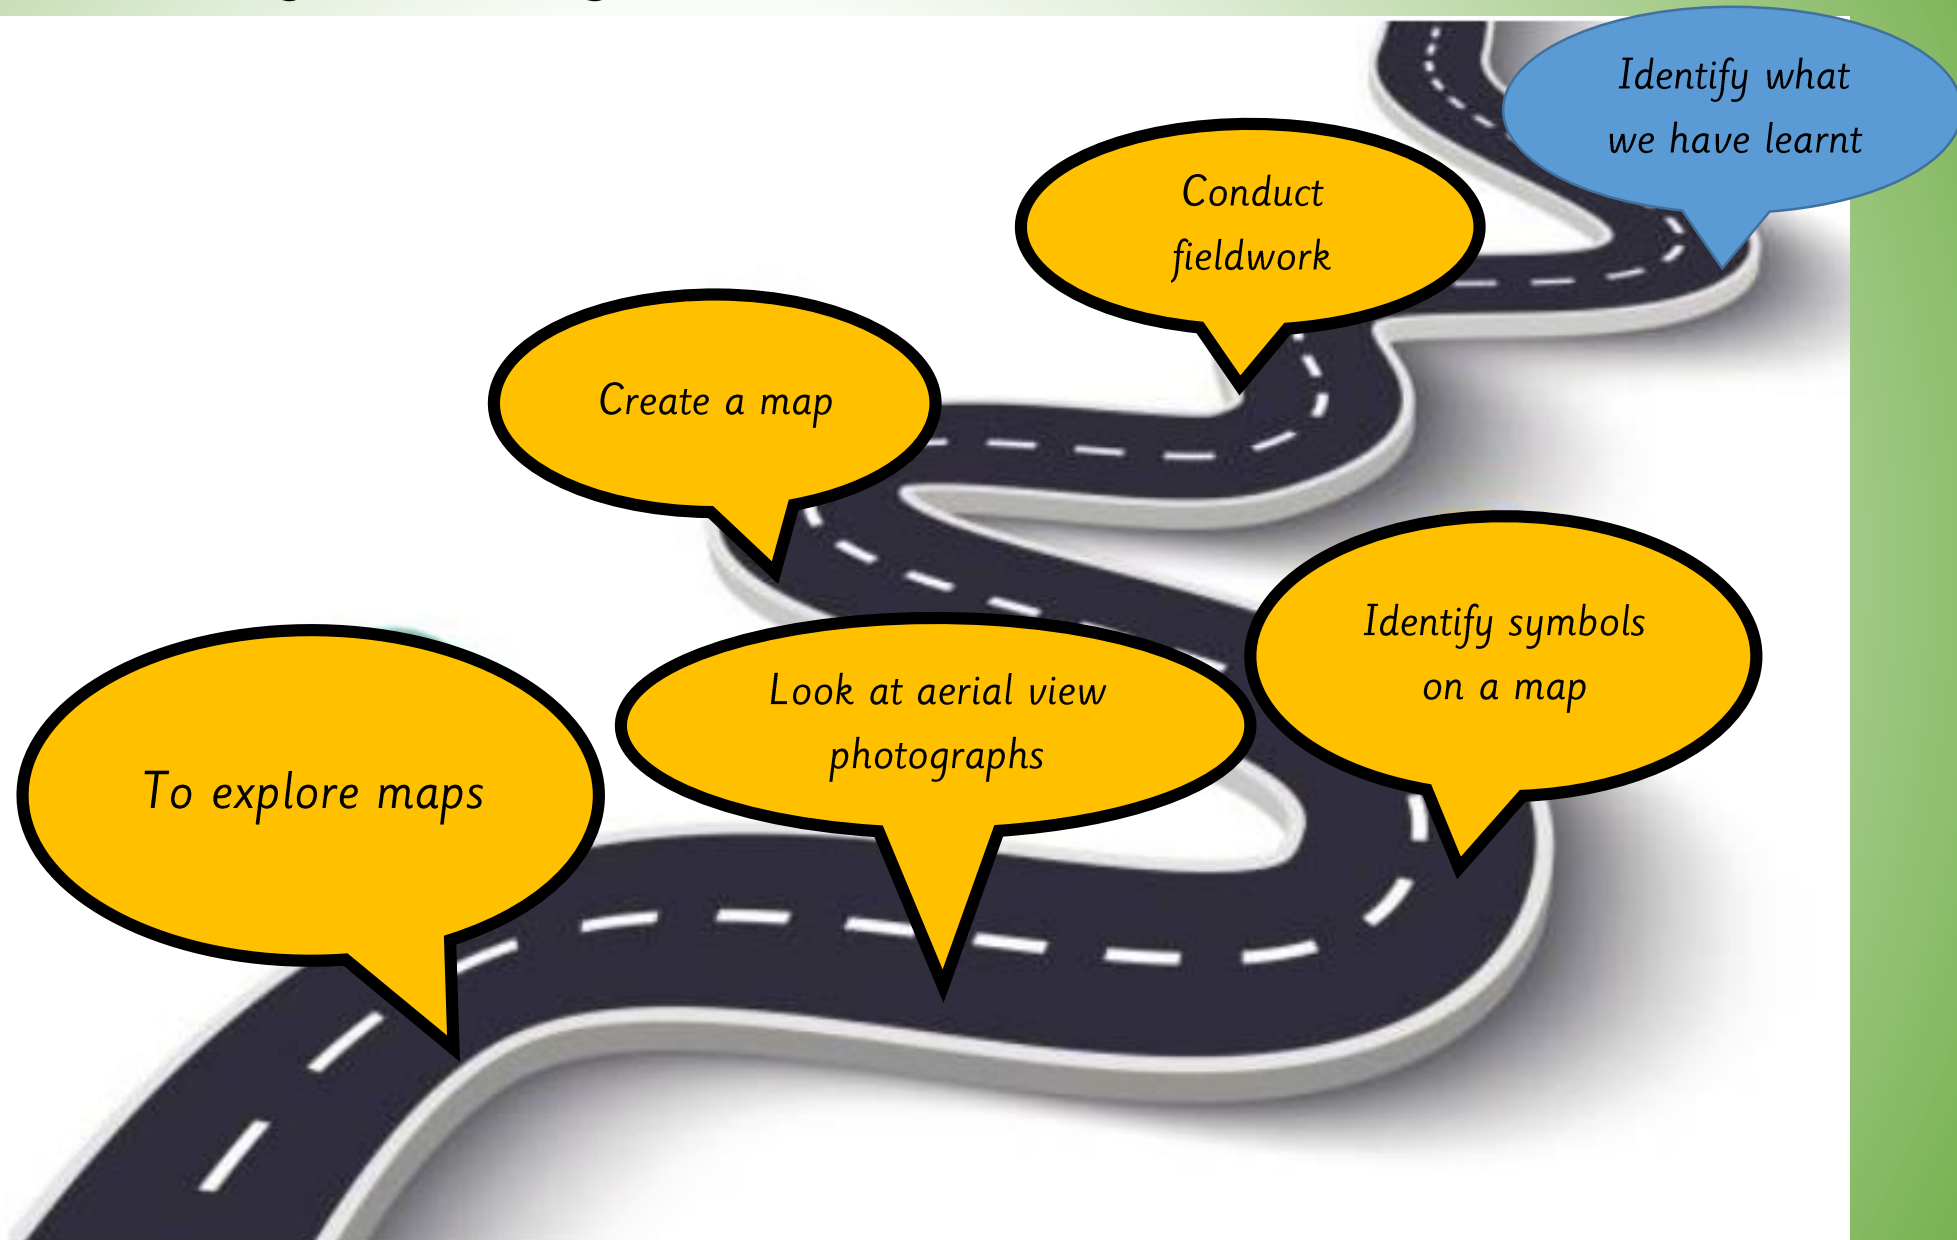 To explore maps
Look at aerial view
photographs
Identify symbols
on a map
Create a map
Conduct
fieldwork
Identify what
we have learnt